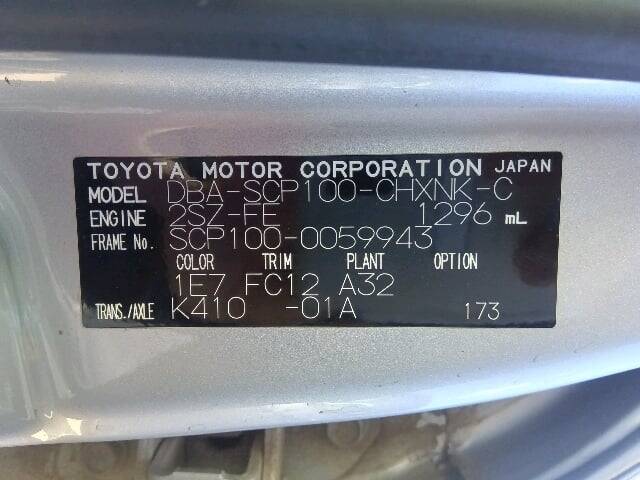 TOYOTA MOTOR CORPORATION JAPAN
MODEL DBA-SCP100-CHXNK-C
ENGINE 2SZ-FE 1296 mL
FRAME No. SCP100-0059943
COLOR TRIM PLANT OPTION
1E7 FC12 A32
TRANS./AXLE K410 -01A 173